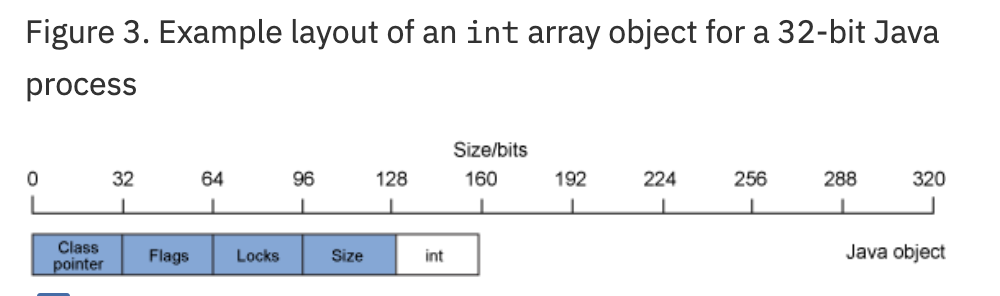 Figure 3. Example layout of an int array object for a 32-bit Java
process
Size/bits
0 32 64 96 128 160 192 224 256 288 320
Class pointer Flags Locks Size int Java object